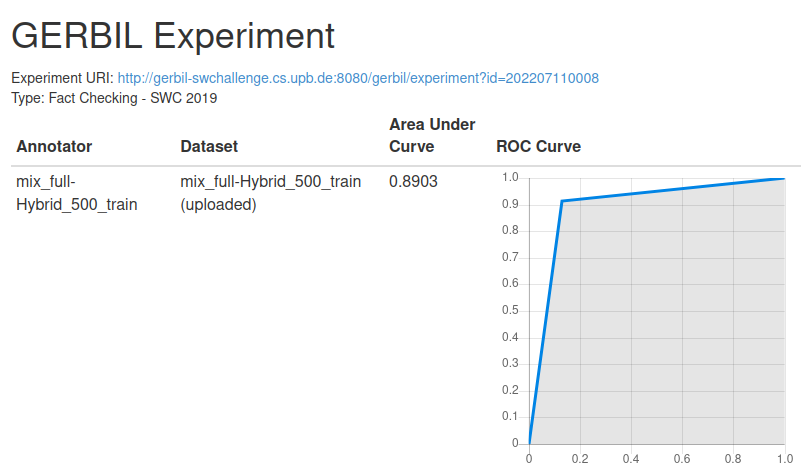 GERBIL Experiment
Experiment URI: http://gerbil-swchallenge.cs.upb.de:8080/gerbil/experiment?id=202207110008
Type: Fact Checking - SWC 2019
Annotator Dataset Area Under Curve ROC Curve
mix_full-Hybrid_500_train mix_full-Hybrid_500_train (uploaded) 0.8903
1.0
0.9
0.8
0.7
0.6
0.5
0.4
0.3
0.2
0.1
0
0 0.2 0.4 0.6 0.8 1.0